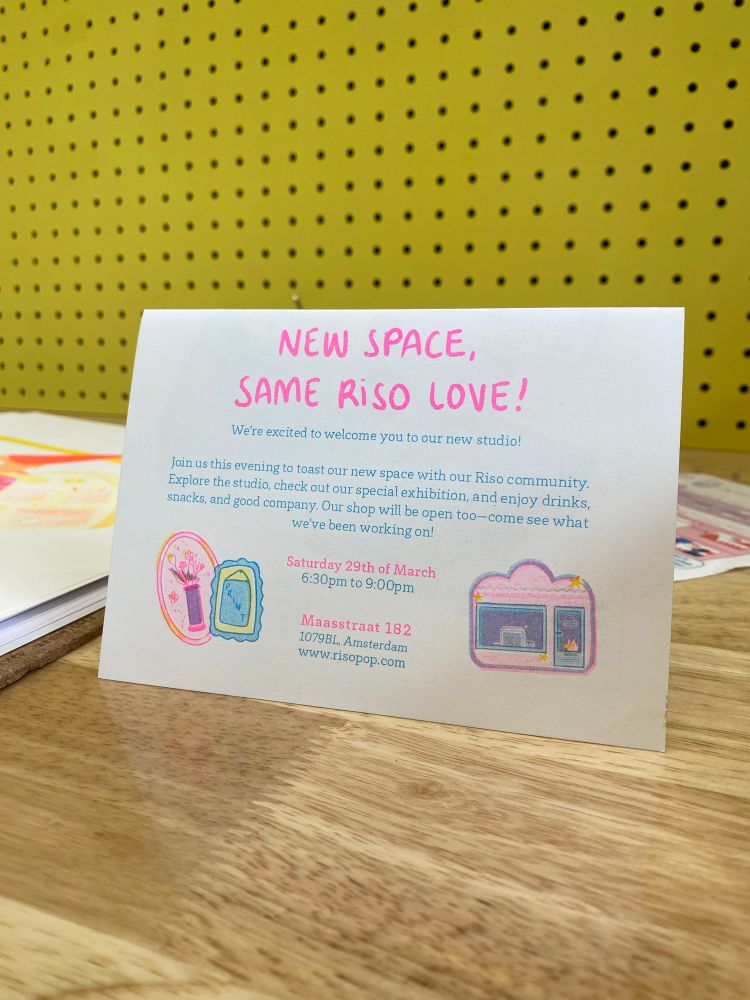 NEW SPACE,
SAME RISO LOVE!
We're excited to welcome you to our new studio!
Join us this evening to toast our new space with our Riso community.
Explore the studio, check out our special exhibition, and enjoy drinks,
snacks, and good company. Our shop will be open too—come see what
we've been working on!
Saturday 29th of March
6:30pm to 9:00pm
Maasstraat 182
1079BL, Amsterdam
www.risopop.com
PRINT